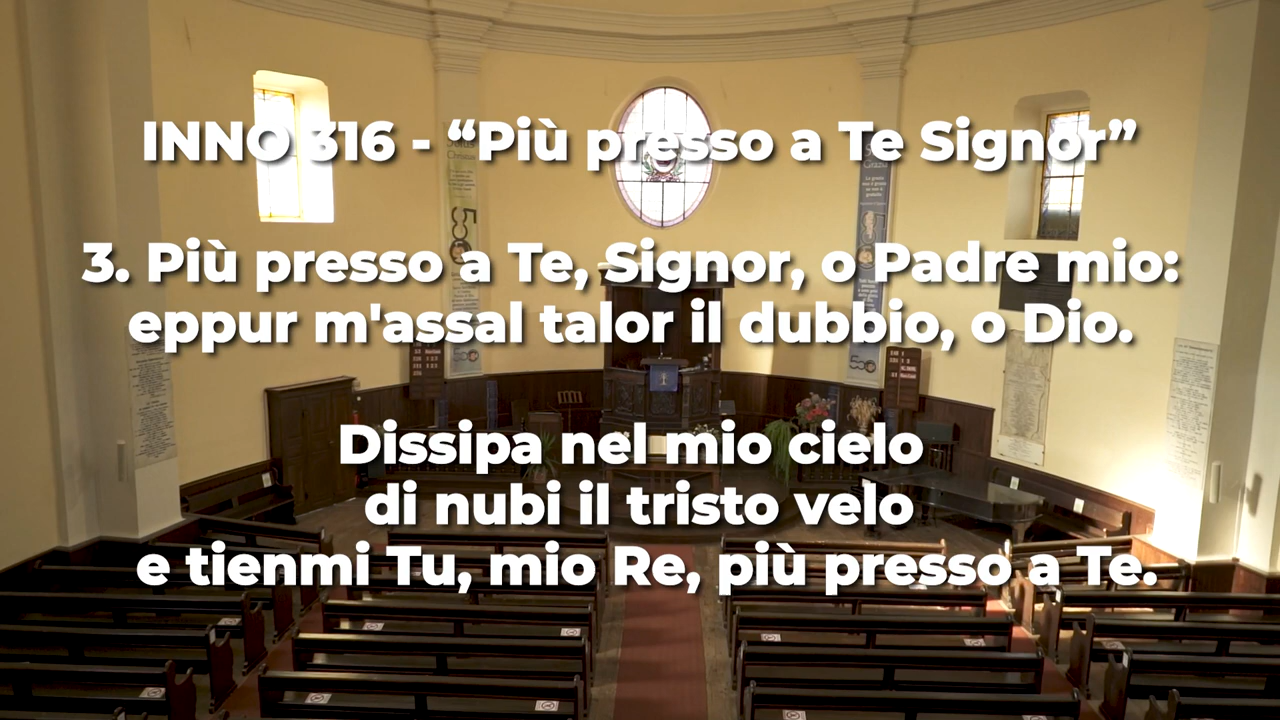 INNO 316 - “Più presso a Te Signor”
3. Più presso a Te, Signor, o Padre mio:
eppur m'assal talor il dubbio, o Dio.
Dissipa nel mio cielo
di nubi il tristo velo
e tienmi Tu, mio Re, più presso a Te.